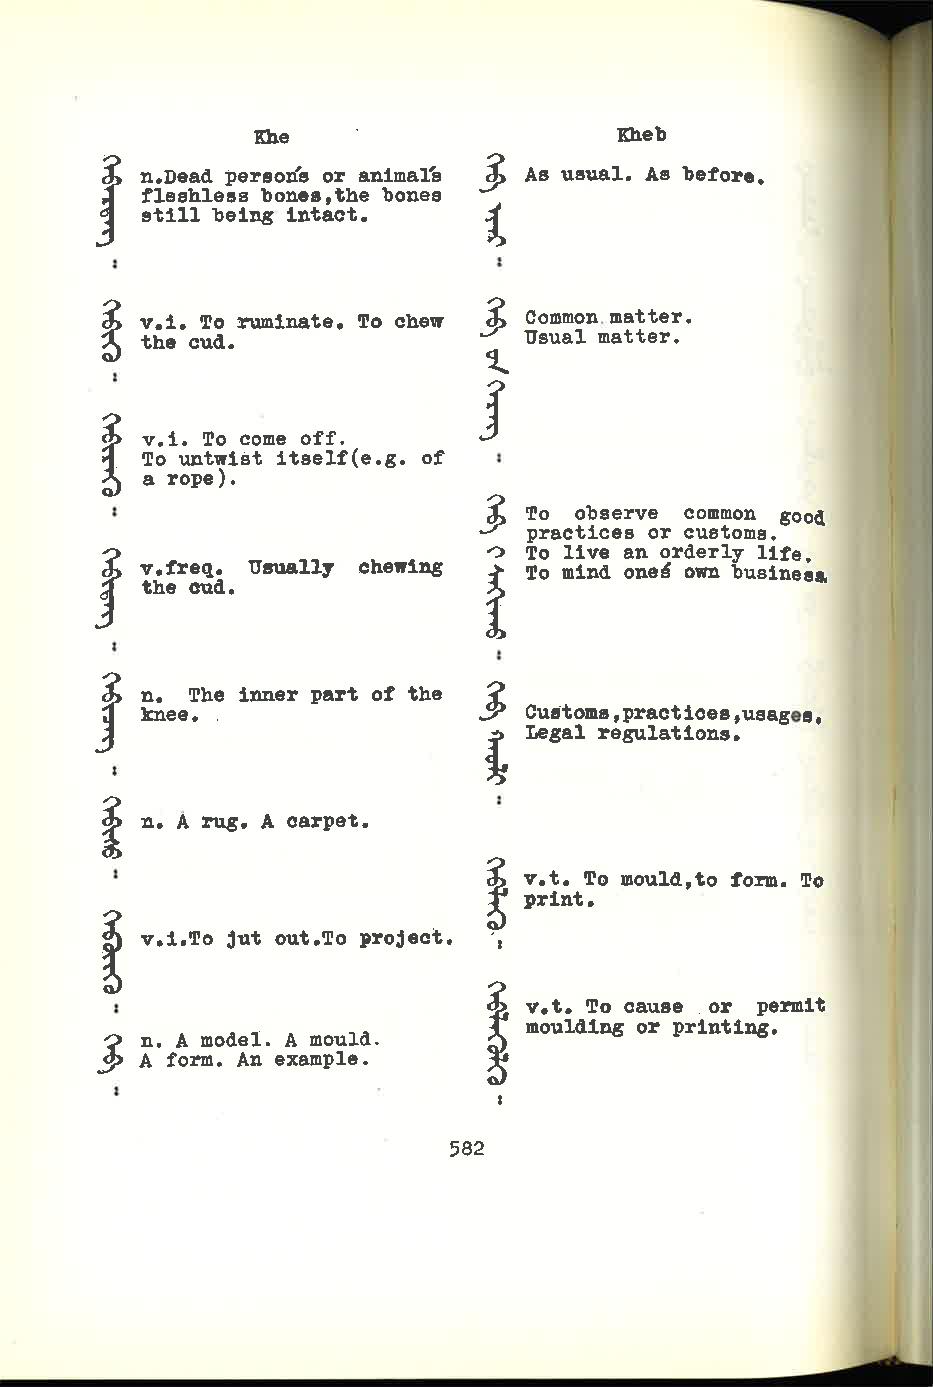 Khe
n.Dead person's or animal's
fleshless bones,the bones
still being intact.
:
v.i. To ruminate. To chew
the cud.
:
v.i. To come off.
To untwist itself(e.g. of
a rope).
:
v.freq. Usually chewing
the cud.
:
n. The inner part of the
knee.
:
n. A rug. A carpet.
:
v.i.To jut out.To project.
:
ᠬᠡᠪ
n. A model. A mould.
A form. An example.
:
Kheb
As usual. As before.
:
Common matter.
Usual matter.
:
To observe common good
practices or customs.
To live an orderly life.
To mind one's own business.
:
Customs,practices,usages.
Legal regulations.
:
ᠬᠡᠪᠯᠡᠬᠦ
v.t. To mould,to form. To
print.
:
v.t. To cause or permit
moulding or printing.
:
582